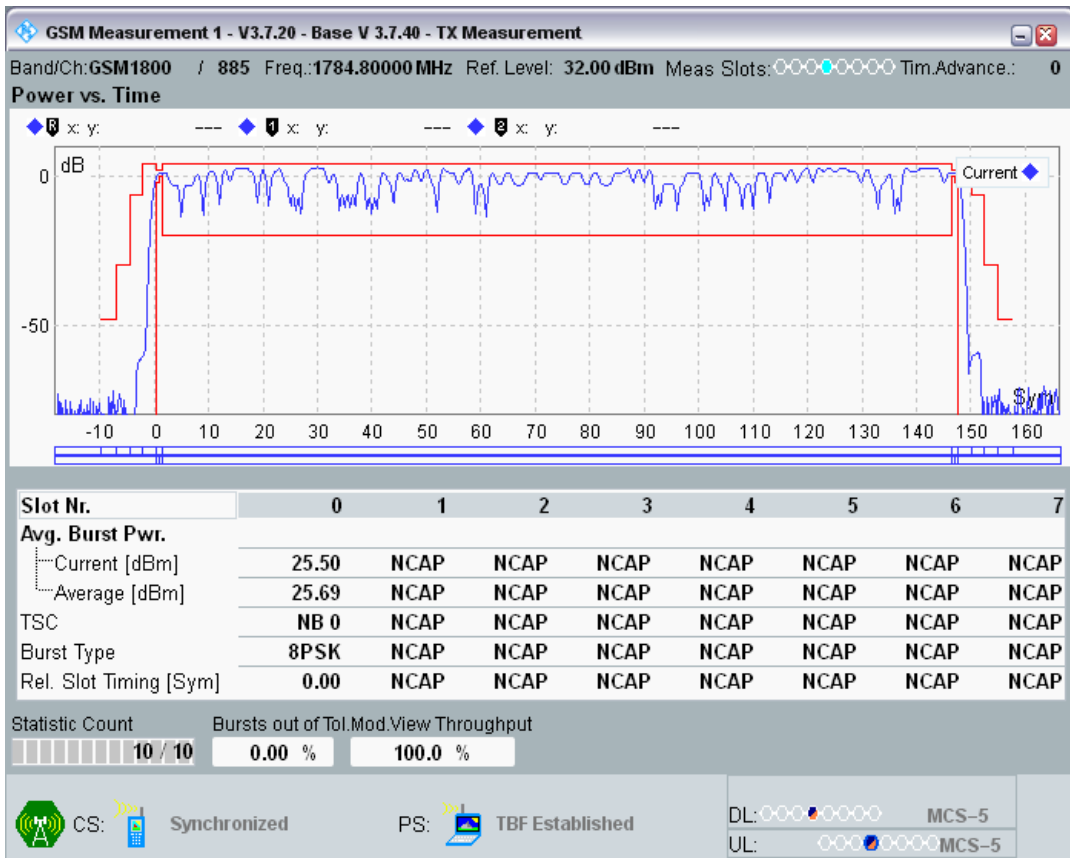 GSM Measurement 1 - V3.7.20 - Base V 3.7.40 - TX Measurement
Band/Ch:GSM1800 / 885 Freq.:1784.80000 MHz Ref. Level: 32.00 dBm Meas Slots: Tim.Advance.: 0
Power vs. Time
R x: y: --- 1 x: y: --- 2 x: y: ---
dB
Current
0
-50
Sym
-10 0 10 20 30 40 50 60 70 80 90 100 110 120 130 140 150 160
Slot Nr. 0 1 2 3 4 5 6 7
Avg. Burst Pwr.
Current [dBm] 25.50 NCAP NCAP NCAP NCAP NCAP NCAP NCAP
Average [dBm] 25.69 NCAP NCAP NCAP NCAP NCAP NCAP NCAP
TSC NB 0 NCAP NCAP NCAP NCAP NCAP NCAP NCAP
Burst Type 8PSK NCAP NCAP NCAP NCAP NCAP NCAP NCAP
Rel. Slot Timing [Sym] 0.00 NCAP NCAP NCAP NCAP NCAP NCAP NCAP
Statistic Count Bursts out of Tol.Mod.View Throughput
10 / 10 0.00 % 100.0 %
CS: Synchronized PS: TBF Established DL: MCS-5
UL: MCS-5